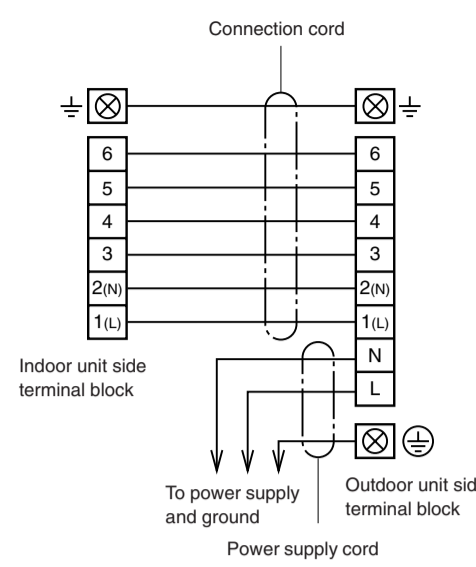 Connection cord
6 6
5 5
4 4
3 3
2(N) 2(N)
1(L) 1(L)
N
L
Indoor unit side
terminal block
To power supply
and ground
Outdoor unit sid
terminal block
Power supply cord